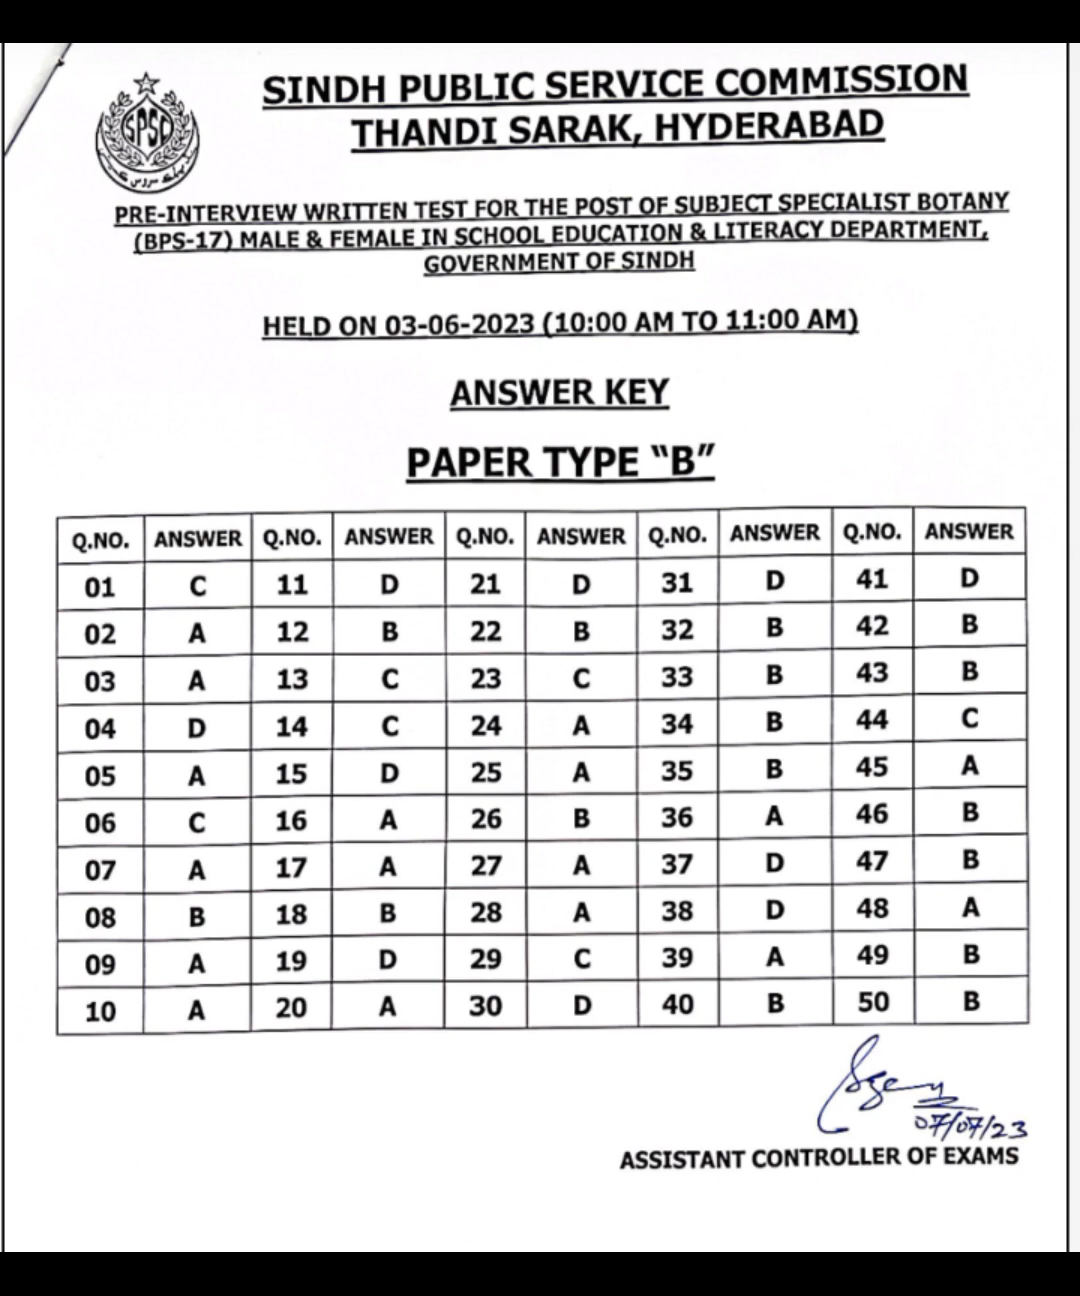 SPSC
SINDH PUBLIC SERVICE COMMISSION
THANDI SARAK, HYDERABAD
PRE-INTERVIEW WRITTEN TEST FOR THE POST OF SUBJECT SPECIALIST BOTANY
(BPS-17) MALE & FEMALE IN SCHOOL EDUCATION & LITERACY DEPARTMENT,
GOVERNMENT OF SINDH
HELD ON 03-06-2023 (10:00 AM TO 11:00 AM)
ANSWER KEY
PAPER TYPE “B”
Q.NO. ANSWER Q.NO. ANSWER Q.NO. ANSWER Q.NO. ANSWER Q.NO. ANSWER
01 C 11 D 21 D 31 D 41 D
02 A 12 B 22 B 32 B 42 B
03 A 13 C 23 C 33 B 43 B
04 D 14 C 24 A 34 B 44 C
05 A 15 D 25 A 35 B 45 A
06 C 16 A 26 B 36 A 46 B
07 A 17 A 27 A 37 D 47 B
08 B 18 B 28 A 38 D 48 A
09 A 19 D 29 C 39 A 49 B
10 A 20 A 30 D 40 B 50 B
07/07/23
ASSISTANT CONTROLLER OF EXAMS